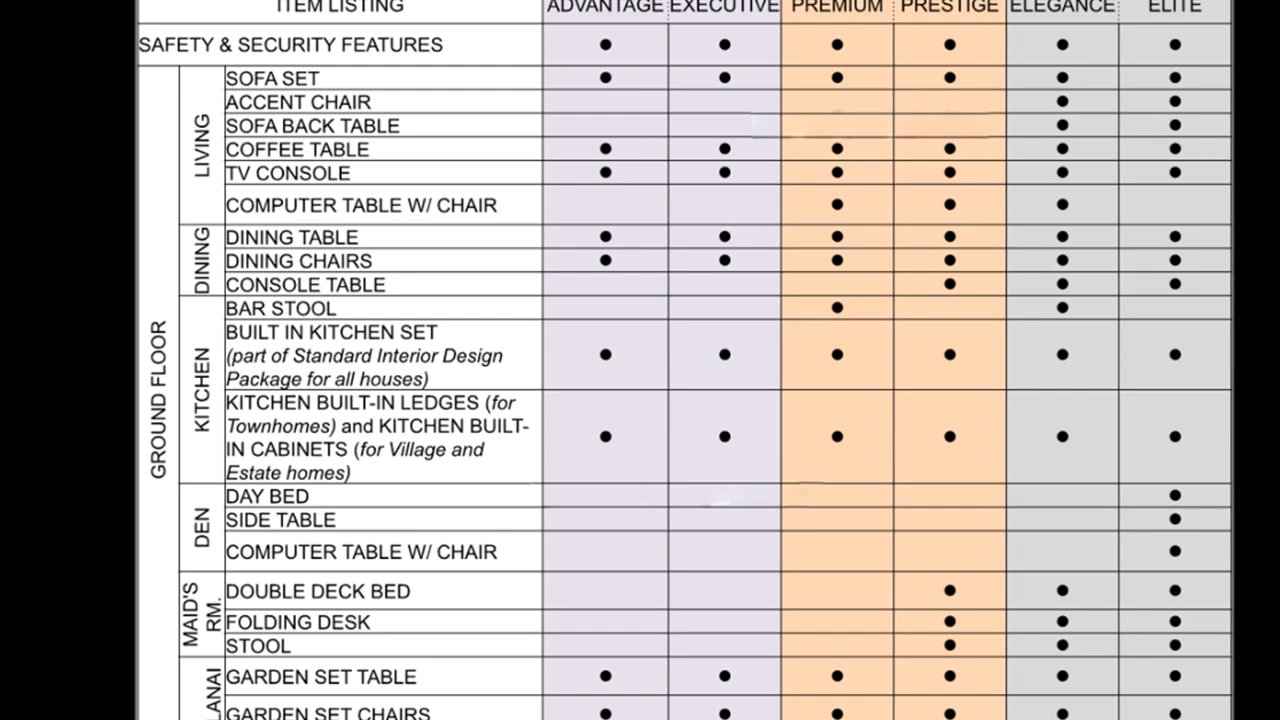 ITEM LISTING ADVANTAGE EXECUTIVE PREMIUM PRESTIGE ELEGANCE ELITE
SAFETY & SECURITY FEATURES ● ● ● ● ● ●
GROUND FLOOR
LIVING
SOFA SET ● ● ● ● ● ●
ACCENT CHAIR ● ●
SOFA BACK TABLE ● ●
COFFEE TABLE ● ● ● ● ● ●
TV CONSOLE ● ● ● ● ● ●
COMPUTER TABLE W/ CHAIR ● ● ●
DINING
DINING TABLE ● ● ● ● ● ●
DINING CHAIRS ● ● ● ● ● ●
CONSOLE TABLE ● ● ●
KITCHEN
BAR STOOL ● ●
BUILT IN KITCHEN SET
(part of Standard Interior Design ● ● ● ● ● ●
Package for all houses)
KITCHEN BUILT-IN LEDGES (for
Townhomes) and KITCHEN BUILT- ● ● ● ● ● ●
IN CABINETS (for Village and
Estate homes)
DEN
DAY BED ●
SIDE TABLE ●
COMPUTER TABLE W/ CHAIR ●
MAID'S
RM.
DOUBLE DECK BED ● ● ●
FOLDING DESK ● ● ●
STOOL ● ● ●
LANAI
GARDEN SET TABLE ● ● ● ● ● ●
GARDEN SET CHAIRS ● ● ● ● ● ●